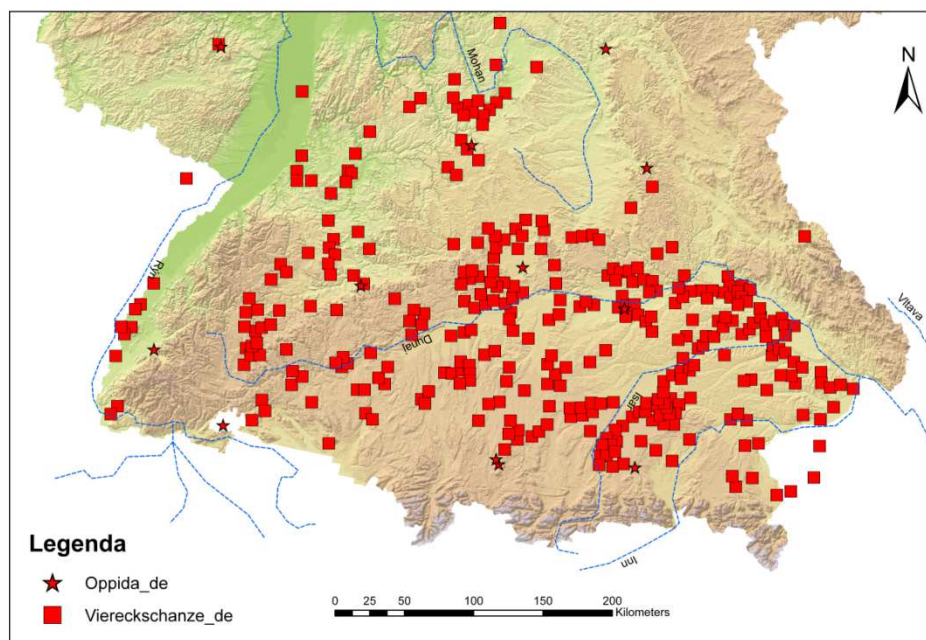 Mohan
N
Rýn
Vltava
Dunaj
Isar
Inn
Legenda
Oppida_de
Viereckschanze_de
0 25 50 100 150 200
Kilometers